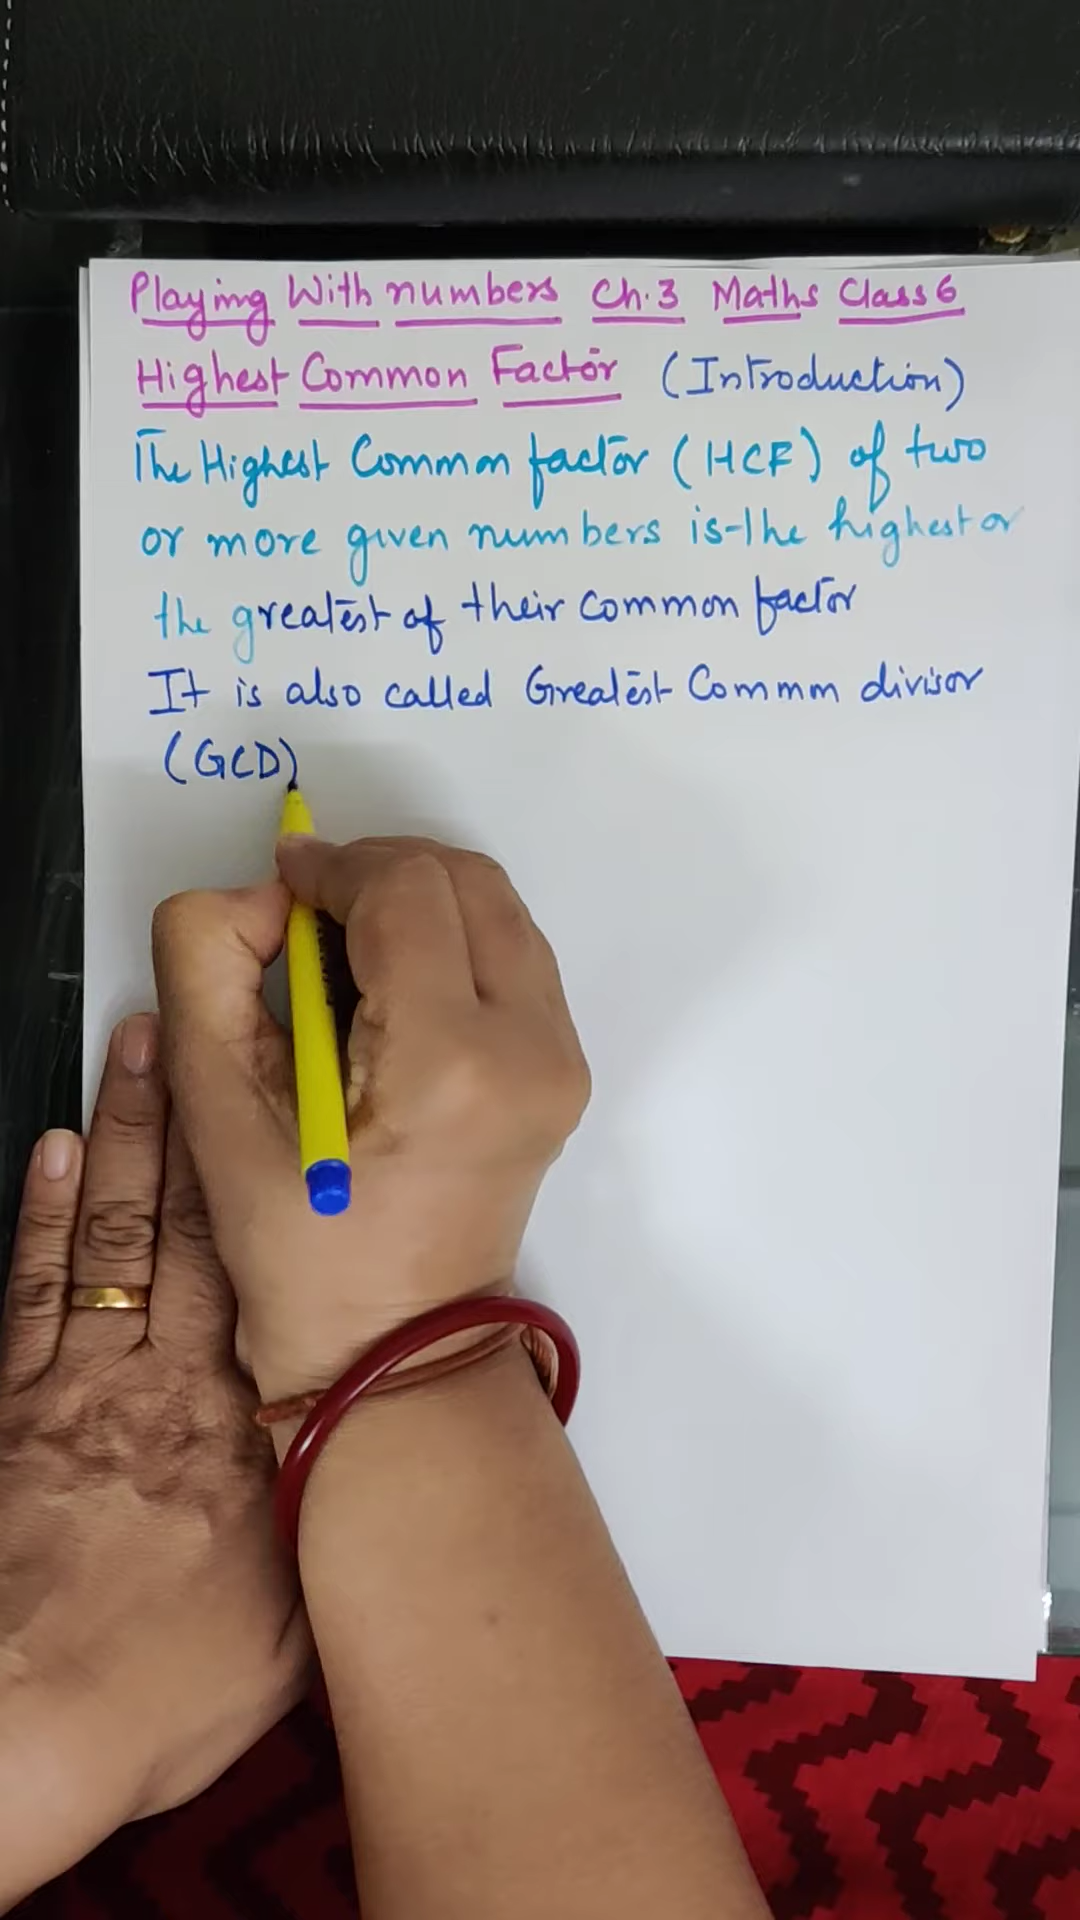 Playing With numbers Ch.3 Maths Class 6
Highest Common Factor (Introduction)
The Highest Common factor (HCF) of two
or more given numbers is the highest or
the greatest of their common factor
It is also called Greatest Common divisor
(GCD)